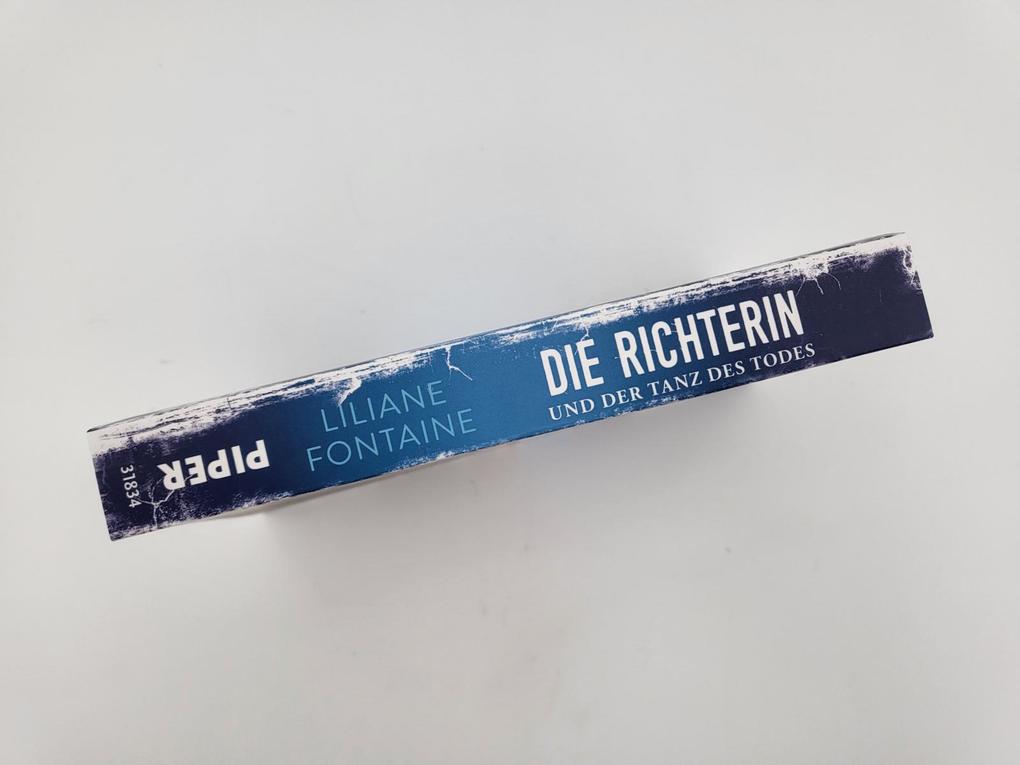 31834
PIPER
LILIANE
FONTAINE
DIE RICHTERIN
UND DER TANZ DES TODES